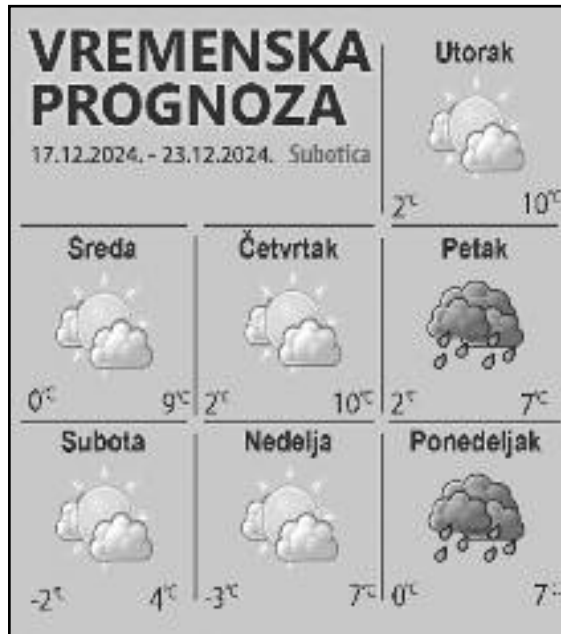 VREMENSKA
PROGNOZA
17.12.2024. - 23.12.2024. Subotica
Utorak
2℃ 10℃
Sreda Četvrtak Petak
0℃ 9℃ 2℃ 10℃ 2℃ 7℃
Subota Nedelja Ponedeljak
-2℃ 4℃ -3℃ 7℃ 0℃ 7